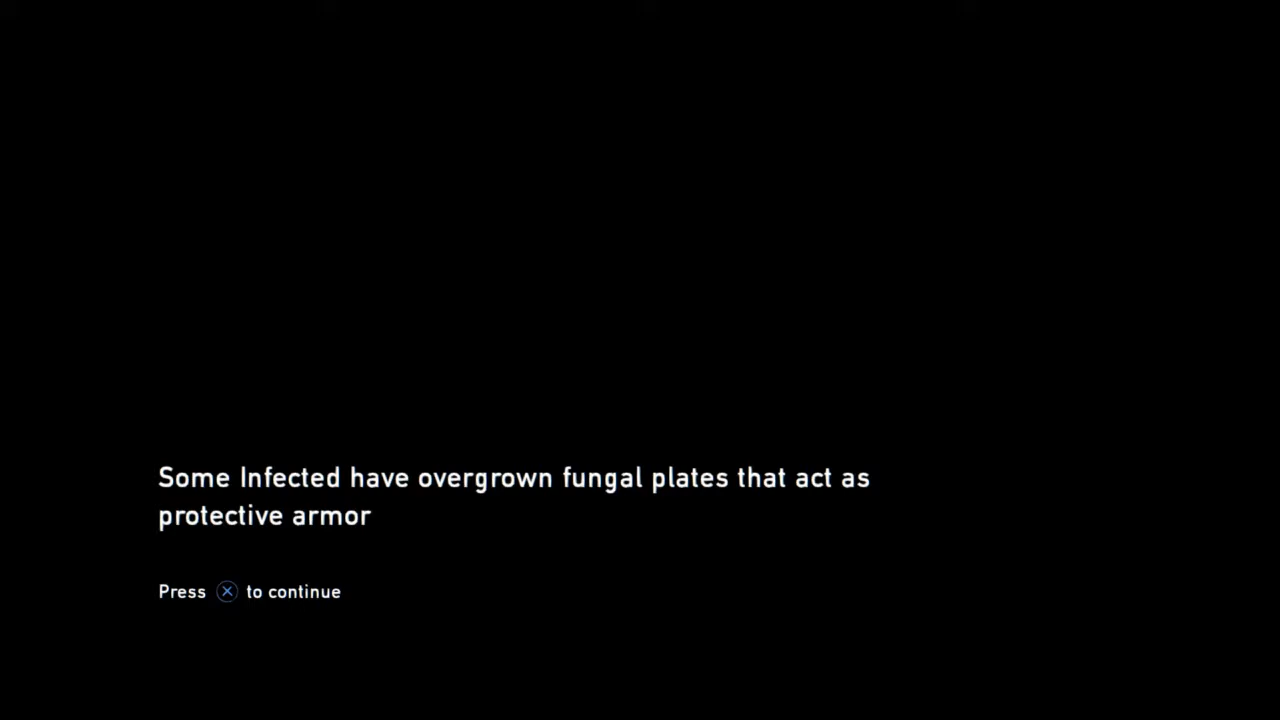 Some Infected have overgrown fungal plates that act as
protective armor
Press ⓧ to continue